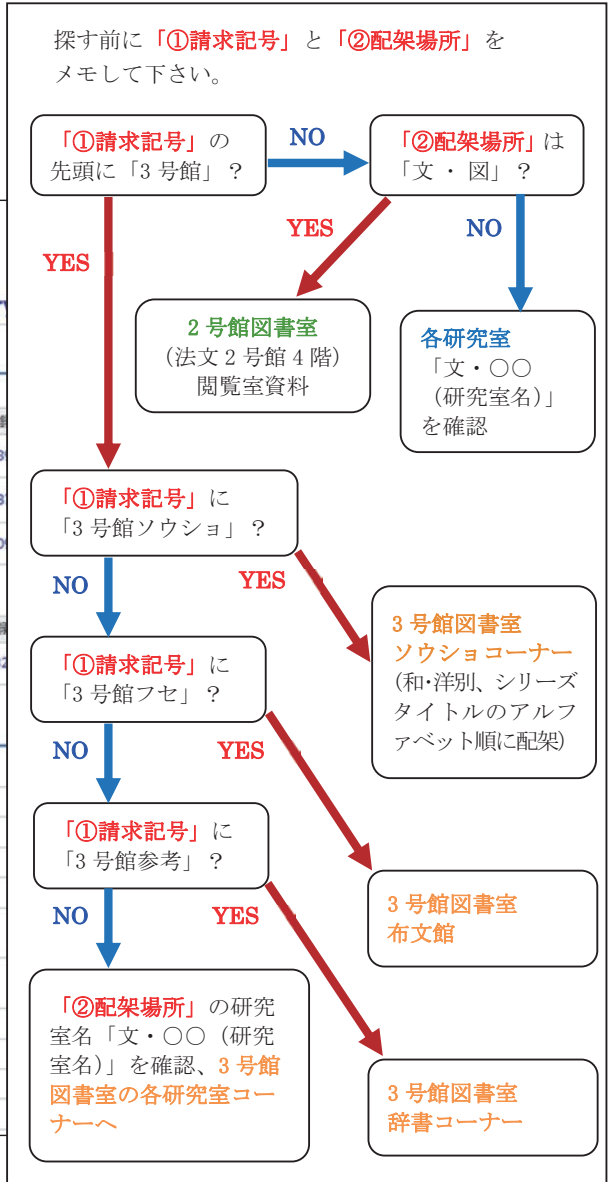 探す前に「①請求記号」と「②配架場所」を
メモして下さい。
「①請求記号」の
先頭に「3号館」？
NO
「②配架場所」は
「文・図」？
YES
YES
NO
2号館図書室
（法文2号館4階）
閲覧室資料
各研究室
「文・〇〇
（研究室名）」
を確認
「①請求記号」に
「3号館ソウショ」？
NO
YES
3号館図書室
ソウショコーナー
（和・洋別、シリーズ
タイトルのアルフ
ァベット順に配架）
「①請求記号」に
「3号館フセ」？
NO
YES
3号館図書室
布文館
「①請求記号」に
「3号館参考」？
NO
YES
3号館図書室
辞書コーナー
「②配架場所」の研究
室名「文・〇〇（研究
室名）」を確認、3号館
図書室の各研究室コー
ナーへ